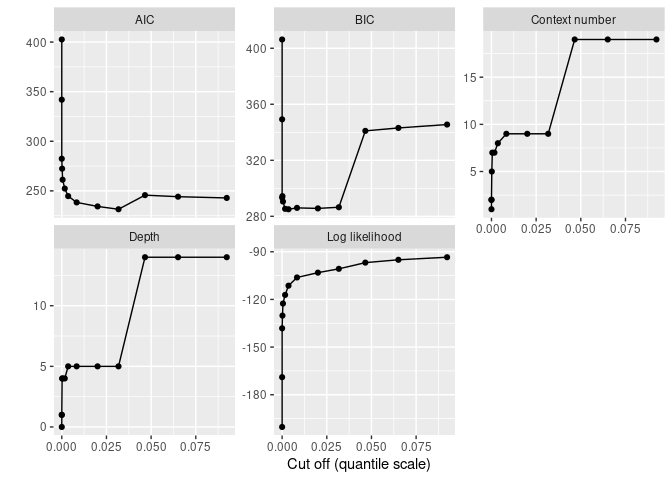 AIC
BIC
Context number
400
350
300
250
400
360
320
280
15
10
5
0.000 0.025 0.050 0.075
Depth
Log likelihood
10
5
0
-90
-120
-150
-180
0.000 0.025 0.050 0.075
0.000 0.025 0.050 0.075
Cut off (quantile scale)